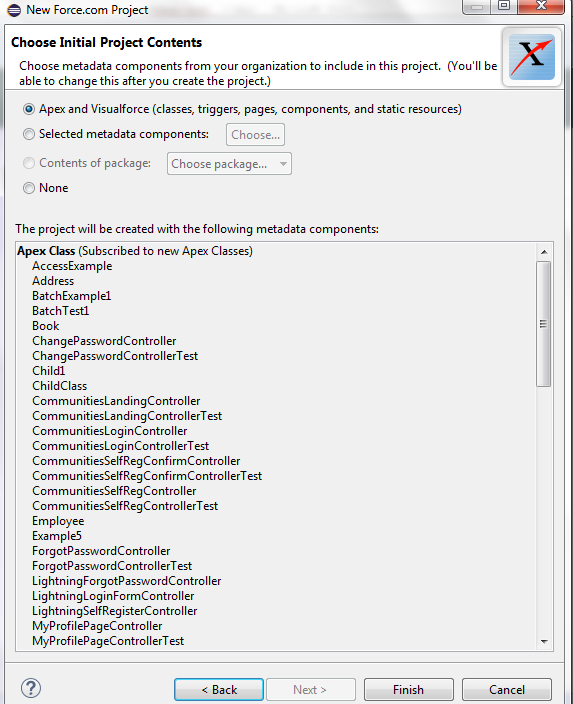 New Force.com Project
Choose Initial Project Contents
Choose metadata components from your organization to include in this project. (You'll be
able to change this after you create the project.)
X
Apex and Visualforce (classes, triggers, pages, components, and static resources)
Selected metadata components: Choose...
Contents of package: Choose package...
None
The project will be created with the following metadata components:
Apex Class (Subscribed to new Apex Classes)
AccessExample
Address
BatchExample1
BatchTest1
Book
ChangePasswordController
ChangePasswordControllerTest
Child1
ChildClass
CommunitiesLandingController
CommunitiesLandingControllerTest
CommunitiesLoginController
CommunitiesLoginControllerTest
CommunitiesSelfRegConfirmController
CommunitiesSelfRegConfirmControllerTest
CommunitiesSelfRegController
CommunitiesSelfRegControllerTest
Employee
Example5
ForgotPasswordController
ForgotPasswordControllerTest
LightningForgotPasswordController
LightningLoginFormController
LightningSelfRegisterController
MyProfilePageController
MyProfilePageControllerTest
? < Back Next > Finish Cancel